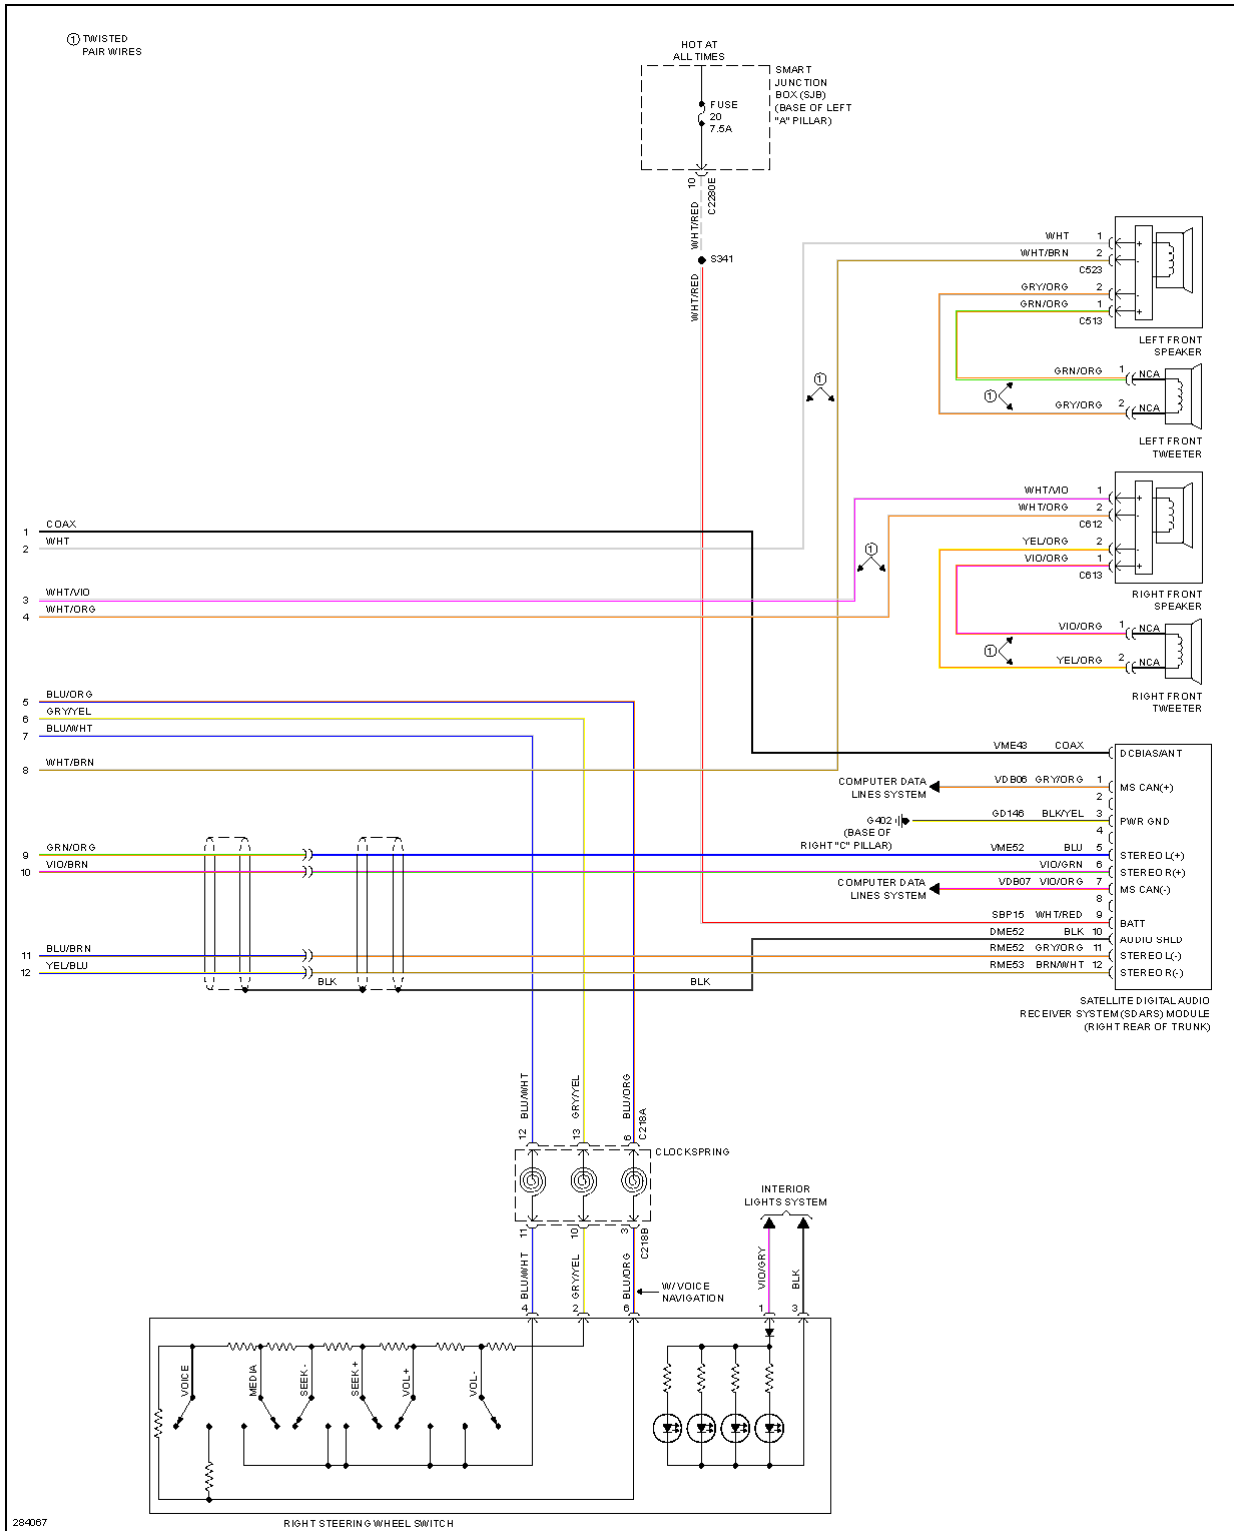 1 TWISTED
PAIR WIRES
HOT AT
ALL TIMES
SMART
JUNCTION
BOX (SJB)
(BASE OF LEFT
"A" PILLAR)
FUSE
20
7.5A
10
C2280E
WHT/RED
S341
WHT/RED
WHT 1
WHT/BRN 2
C523
GRY/ORG 2
GRN/ORG 1
C513
+
-
-
+
LEFT FRONT
SPEAKER
GRN/ORG 1 NCA
1
GRY/ORG 2 NCA
LEFT FRONT
TWEETER
1
WHT/VIO 1
WHT/ORG 2
C612
YEL/ORG 2
VIO/ORG 1
C613
+
-
-
+
RIGHT FRONT
SPEAKER
1
VIO/ORG 1 NCA
1
YEL/ORG 2 NCA
RIGHT FRONT
TWEETER
1 COAX
2 WHT
3 WHT/VIO
4 WHT/ORG
5 BLU/ORG
6 GRY/YEL
7 BLU/WHT
8 WHT/BRN
9 GRN/ORG
10 VIO/BRN
11 BLU/BRN
12 YEL/BLU
BLK
BLK
VME43 COAX DCBIAS/ANT
COMPUTER DATA
LINES SYSTEM
VDB06 GRY/ORG 1 MS CAN(+)
2
G402
(BASE OF
RIGHT "C" PILLAR)
GD146 BLK/YEL 3 PWR GND
4
VME52 BLU 5 STEREO L(+)
VIO/GRN 6 STEREO R(+)
COMPUTER DATA
LINES SYSTEM
VDB07 VIO/ORG 7 MS CAN(-)
8
SBP15 WHT/RED 9 BATT
DME52 BLK 10 AUDIO SHLD
RME52 GRY/ORG 11 STEREO L(-)
RME53 BRN/WHT 12 STEREO R(-)
SATELLITE DIGITAL AUDIO
RECEIVER SYSTEM (SDARS) MODULE
(RIGHT REAR OF TRUNK)
BLU/WHT
GRY/YEL
BLU/ORG
12
13
6
C218A
CLOCKSPRING
11
10
3
C218B
BLU/WHT
GRY/YEL
BLU/ORG
4
2
6
W/ VOICE
NAVIGATION
INTERIOR
LIGHTS SYSTEM
VIO/GRY
BLK
1
3
VOICE
MEDIA
SEEK-
SEEK+
VOL+
VOL-
284067
RIGHT STEERING WHEEL SWITCH